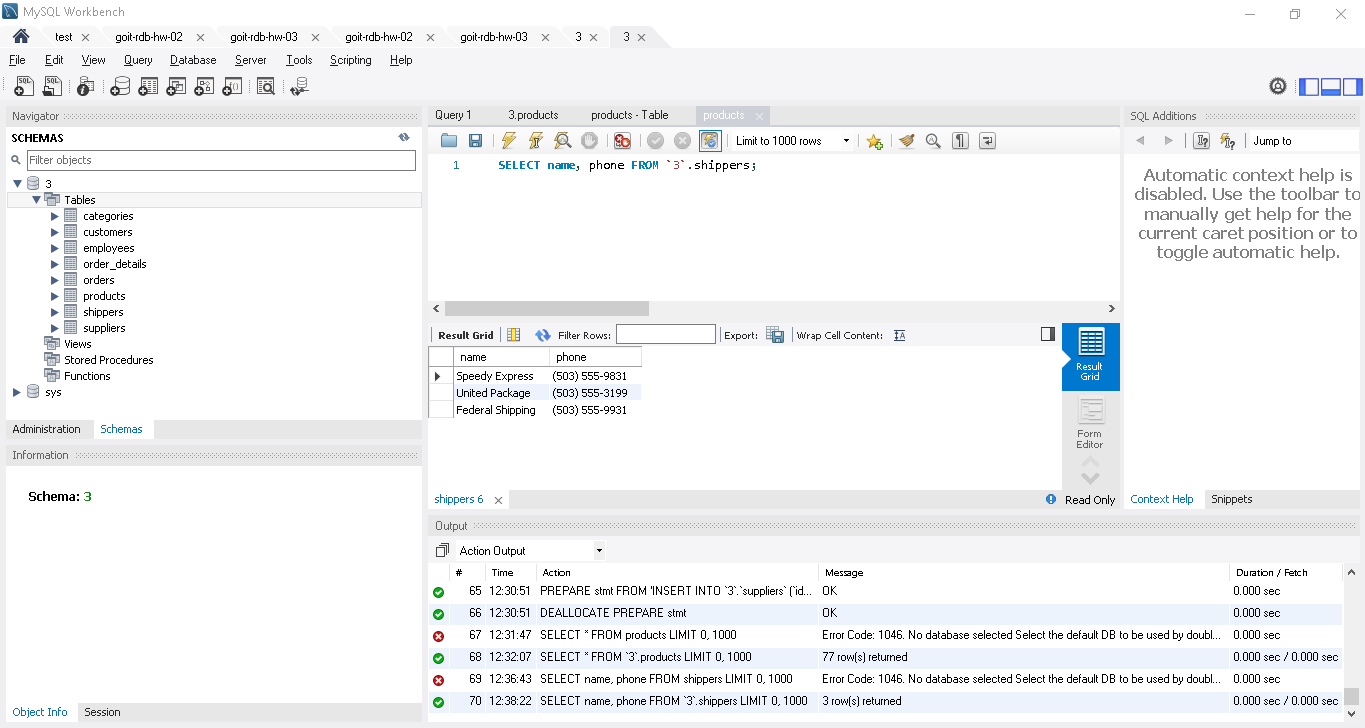 MySQL Workbench
test goit-rdb-hw-02 goit-rdb-hw-03 goit-rdb-hw-02 goit-rdb-hw-03 3 3
File Edit View Query Database Server Tools Scripting Help
Navigator
SCHEMAS
Filter objects
3
Tables
categories
customers
employees
order_details
orders
products
shippers
suppliers
Views
Stored Procedures
Functions
sys
Administration Schemas
Information
Schema: 3
Object Info Session
Query 1 3.products products - Table products
Limit to 1000 rows
1 SELECT name, phone FROM `3`.shippers;
Result Grid Filter Rows: Export: Wrap Cell Content:
name phone
Speedy Express (503) 555-9831
United Package (503) 555-3199
Federal Shipping (503) 555-9931
Result
Grid
Form
Editor
shippers 6 Read Only
SQL Additions
Jump to
Automatic context help is
disabled. Use the toolbar to
manually get help for the
current caret position or to
toggle automatic help.
Context Help Snippets
Output
Action Output
# Time Action Message Duration / Fetch
65 12:30:51 PREPARE stmt FROM 'INSERT INTO `3`.`suppliers` (`id... OK 0.000 sec
66 12:30:51 DEALLOCATE PREPARE stmt OK 0.000 sec
67 12:31:47 SELECT * FROM products LIMIT 0, 1000 Error Code: 1046. No database selected Select the default DB to be used by doubl... 0.000 sec
68 12:32:07 SELECT * FROM `3`.products LIMIT 0, 1000 77 row(s) returned 0.000 sec / 0.000 sec
69 12:36:43 SELECT name, phone FROM shippers LIMIT 0, 1000 Error Code: 1046. No database selected Select the default DB to be used by doubl... 0.000 sec
70 12:38:22 SELECT name, phone FROM `3`.shippers LIMIT 0, 1000 3 row(s) returned 0.000 sec / 0.000 sec